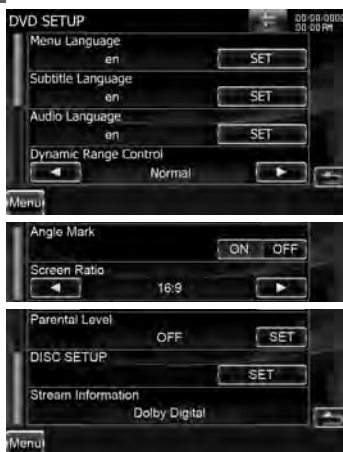 DVD SETUP
00/00/0000
00:00 PM
Menu Language
en SET
Subtitle Language
en SET
Audio Language
en SET
Dynamic Range Control
Normal
Menu
Angle Mark
ON OFF
Screen Ratio
16:9
Parental Level
OFF SET
DISC SETUP
SET
Stream Information
Dolby Digital
Menu